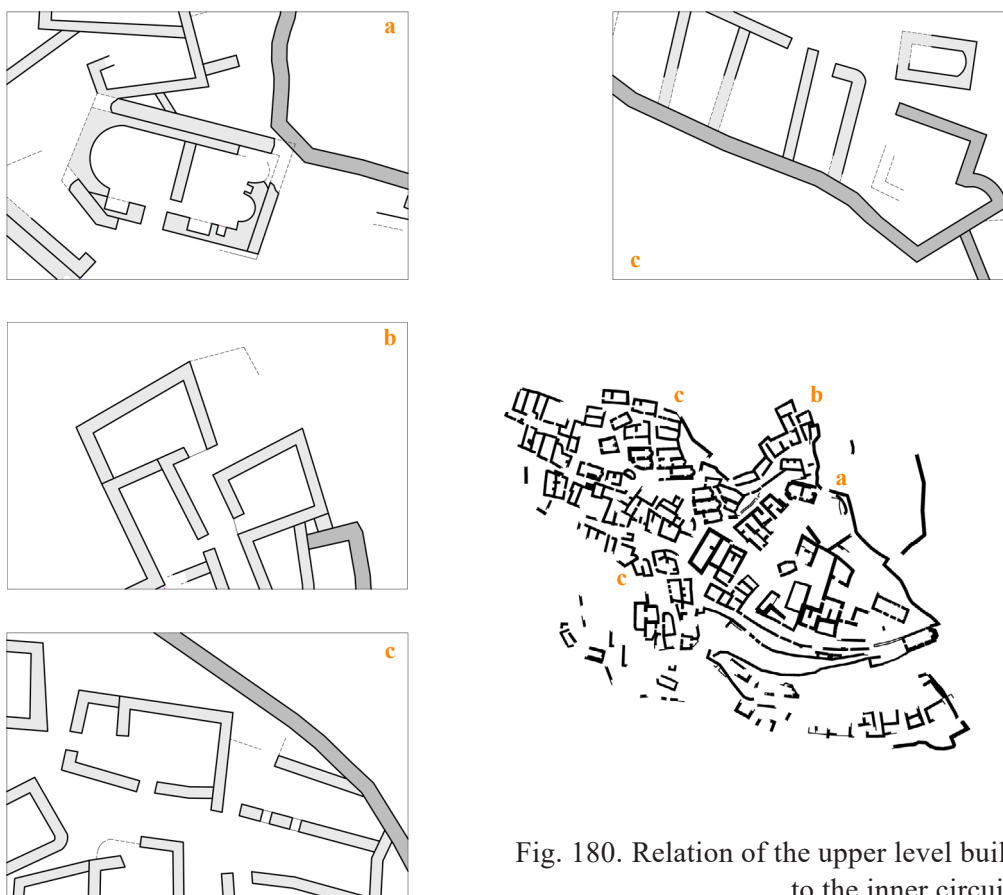 a
c
b
c
c
b
a
c
Fig. 180. Relation of the upper level buil
to the inner circui